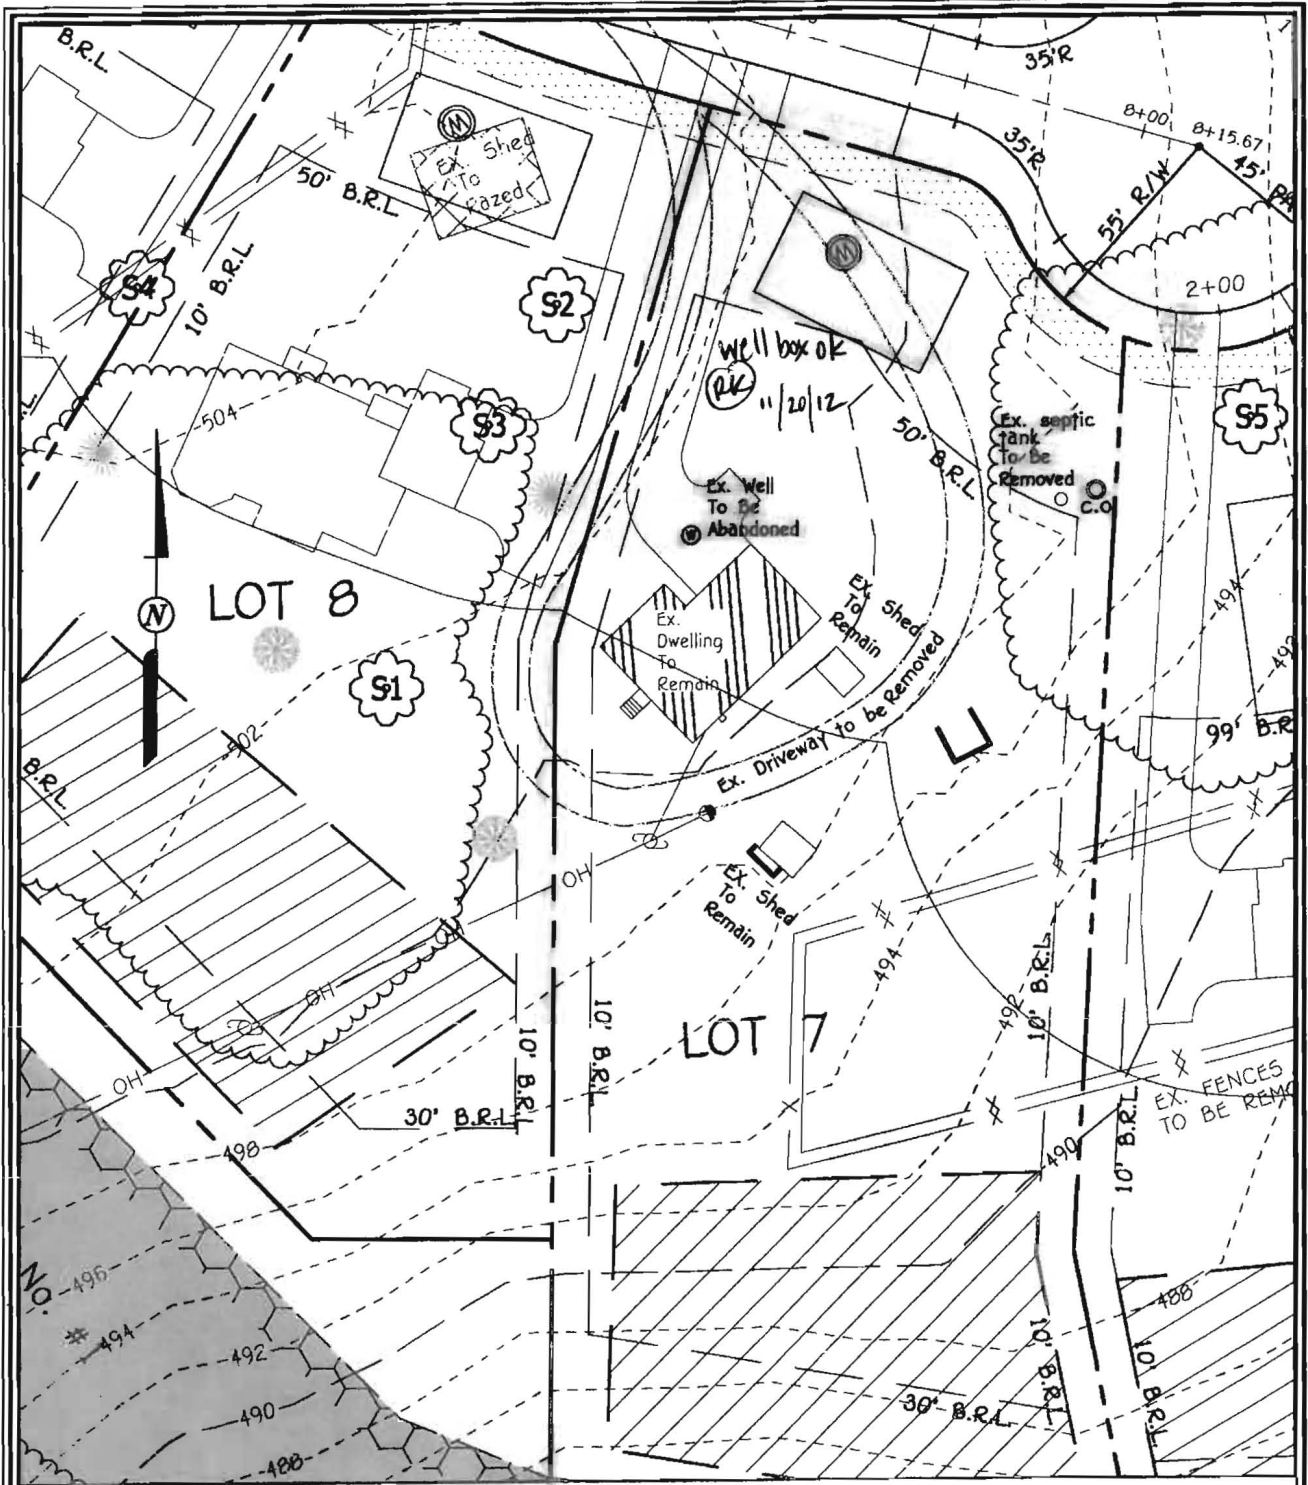 B.R.L.
35'R
8+00
8+15.67
35'R
45'
55' R/W
Ex. Shed
To
Razed
50' B.R.L
10' B.R.L
S4
S2
2+00
well box ok
RK
11/20/12
504
S3
50' B.R.L
Ex. septic
tank
To Be
Removed
C.O
S5
Ex. Well
To Be
Abandoned
W
N
LOT 8
Ex.
Dwelling
To
Remain
Ex. Shed
To
Remain
494
492
S1
502
Ex. Driveway to be Removed
99' B.R
B.R.L
OH
Ex. Shed
To
Remain
494
OH
10' B.R.L
10' B.R.L
LOT 7
492
10' B.R.L
OH
30' B.R.L
EX. FENCES
TO BE REMO
498
490
10' B.R.L
No.
496
494
492
490
488
488
10' B.R.L
10' B.R.L
30' B.R.L